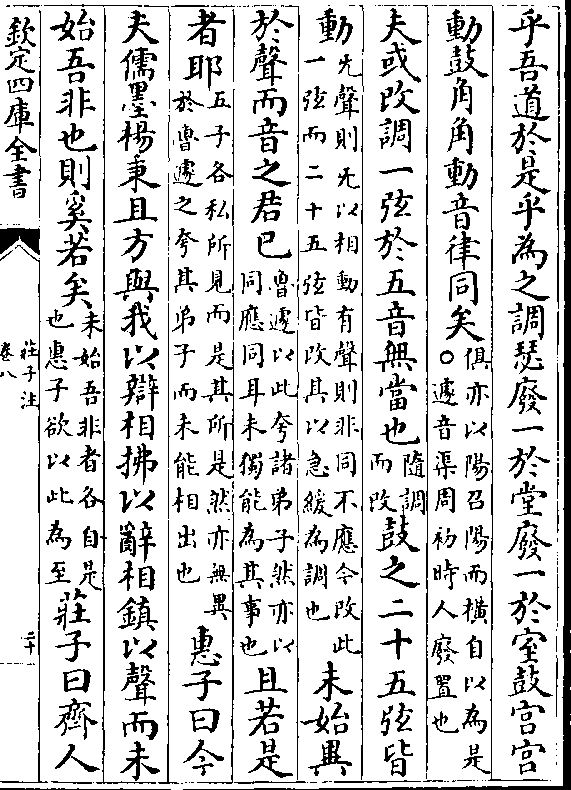 乎吾道於是乎為之調瑟廢一於堂廢一於室鼓宮宮
動鼓角角動音律同矣俱亦以陽召陽而橫自以為是○遽音渠周初時人廢置也
夫或改調一弦於五音無當也隨調而改鼓之二十五弦皆
動无聲則无以相動有聲則非同不應今改此一弦而二十五弦皆改其以急緩為調也未始異
於聲而音之君已魯遽以此夸諸弟子然亦以同應同耳未獨能為其事也且若是
者耶五子各私所見而是其所是然亦無異於魯遽之夸其弟子而未能相出也惠子曰今
夫儒墨楊秉且方與我以辯相拂以辭相鎮以聲而未
始吾非也則奚若矣未始吾非者各自是也惠子欲以此為至莊子曰齊人
欽定四庫全書
莊子注
卷八
二十